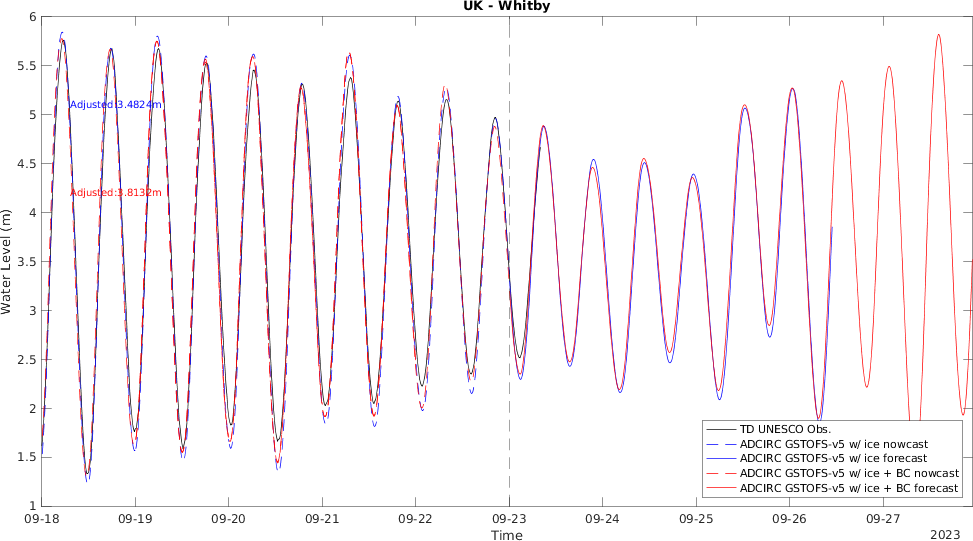 UK - Whitby
6
5.5
5
4.5
4
3.5
3
2.5
2
1.5
1
Water Level (m)
Adjusted:3.4824m
Adjusted:3.8132m
TD UNESCO Obs.
ADCIRC GSTOFS-v5 w/ ice nowcast
ADCIRC GSTOFS-v5 w/ ice forecast
ADCIRC GSTOFS-v5 w/ ice + BC nowcast
ADCIRC GSTOFS-v5 w/ ice + BC forecast
09-18 09-19 09-20 09-21 09-22 09-23 09-24 09-25 09-26 09-27
Time
2023